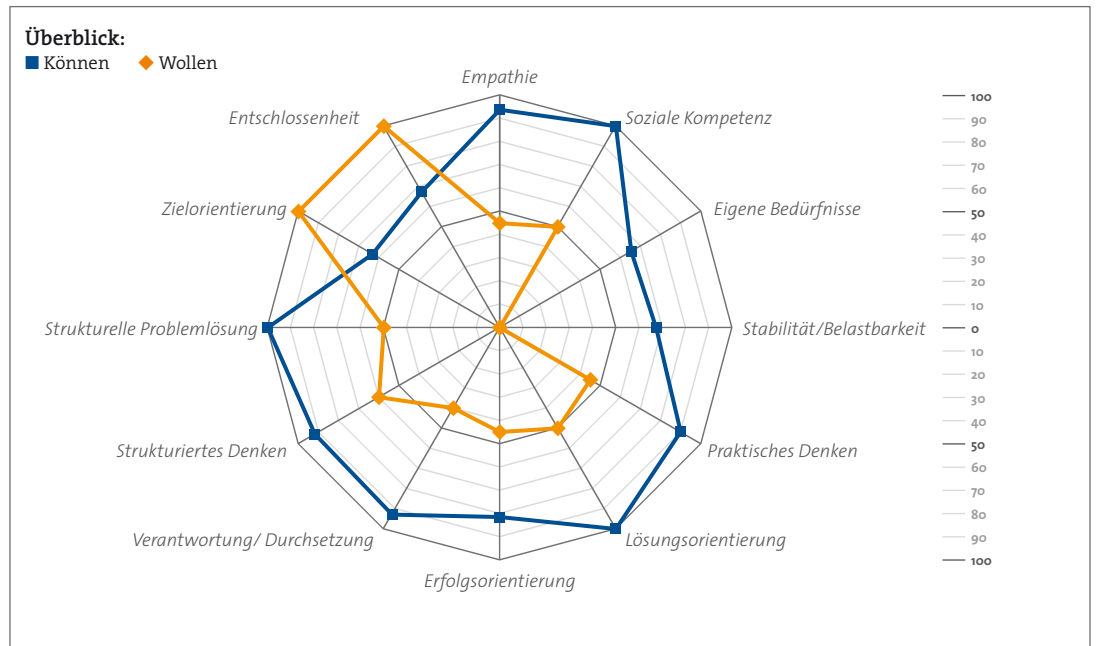 Überblick:
Können Wollen
Empathie
Entschlossenheit
Soziale Kompetenz
Zielorientierung
Eigene Bedürfnisse
Strukturelle Problemlösung
Stabilität/Belastbarkeit
Strukturiertes Denken
Praktisches Denken
Verantwortung/ Durchsetzung
Lösungsorientierung
Erfolgsorientierung
100
90
80
70
60
50
40
30
20
10
0
10
20
30
40
50
60
70
80
90
100